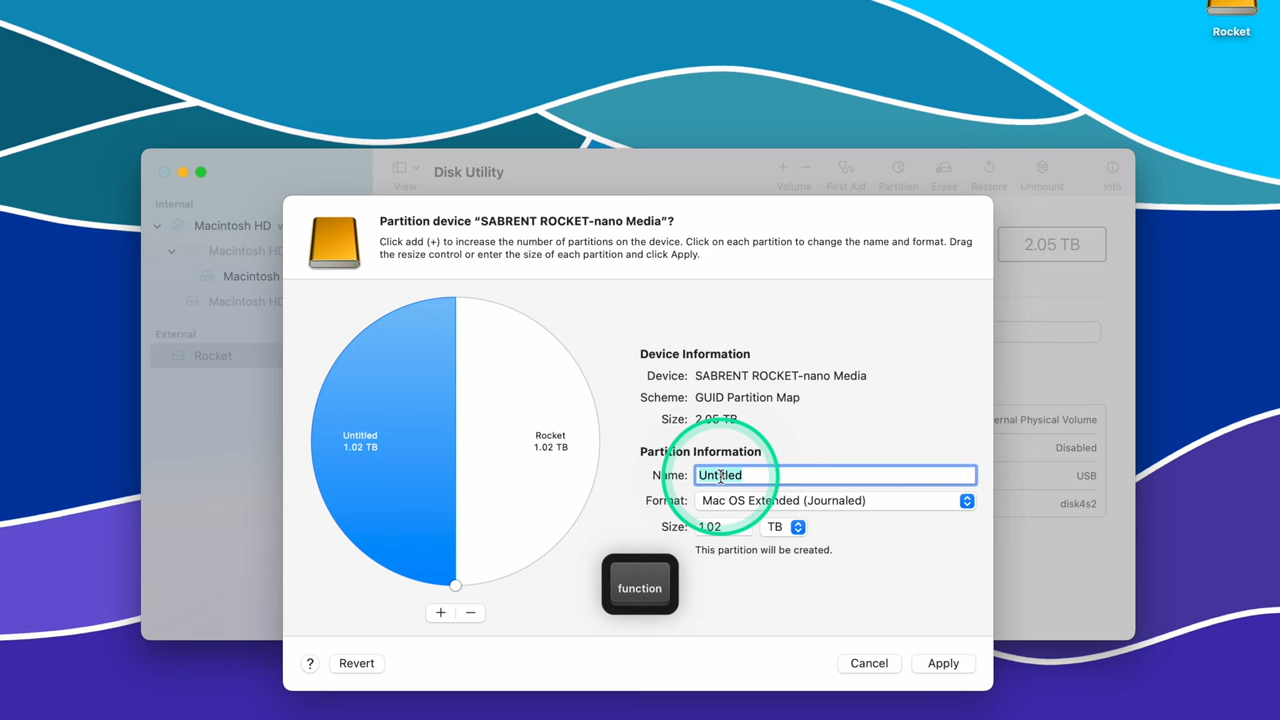 Rocket
Disk Utility
View
Volume
First Aid
Partition
Erase
Restore
Unmount
Info
Internal
Macintosh HD
Macintosh HD
Macintosh
Macintosh HD
External
Rocket
2.05 TB
Physical Volume
Disabled
USB
disk4s2
Partition device “SABRENT ROCKET-nano Media”?
Click add (+) to increase the number of partitions on the device. Click on each partition to change the name and format. Drag
the resize control or enter the size of each partition and click Apply.
Untitled
1.02 TB
Rocket
1.02 TB
Device Information
Device: SABRENT ROCKET-nano Media
Scheme: GUID Partition Map
Size: 2.05 TB
Partition Information
Name: Untitled
Format: Mac OS Extended (Journaled)
Size: 1.02 TB
This partition will be created.
function
+ −
? Revert
Cancel
Apply